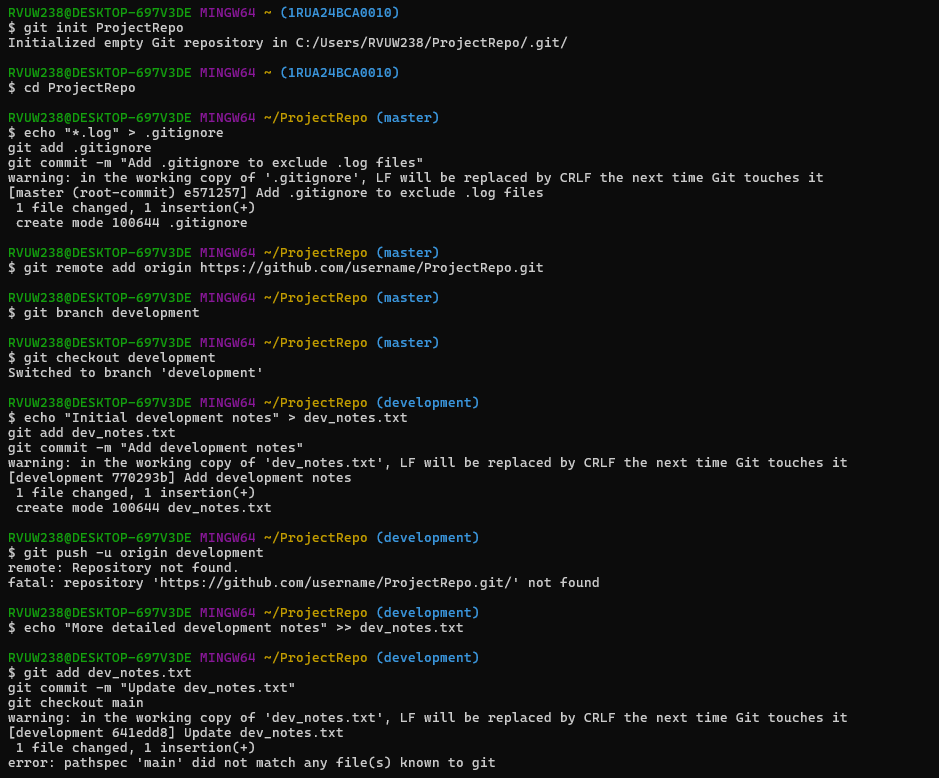 RVUW238@DESKTOP-697V3DE MINGW64 ~ (1RUA24BCA0010)
$ git init ProjectRepo
Initialized empty Git repository in C:/Users/RVUW238/ProjectRepo/.git/
RVUW238@DESKTOP-697V3DE MINGW64 ~ (1RUA24BCA0010)
$ cd ProjectRepo
RVUW238@DESKTOP-697V3DE MINGW64 ~/ProjectRepo (master)
$ echo "*.log" > .gitignore
git add .gitignore
git commit -m "Add .gitignore to exclude .log files"
warning: in the working copy of '.gitignore', LF will be replaced by CRLF the next time Git touches it
[master (root-commit) e571257] Add .gitignore to exclude .log files
 1 file changed, 1 insertion(+)
 create mode 100644 .gitignore
RVUW238@DESKTOP-697V3DE MINGW64 ~/ProjectRepo (master)
$ git remote add origin https://github.com/username/ProjectRepo.git
RVUW238@DESKTOP-697V3DE MINGW64 ~/ProjectRepo (master)
$ git branch development
RVUW238@DESKTOP-697V3DE MINGW64 ~/ProjectRepo (master)
$ git checkout development
Switched to branch 'development'
RVUW238@DESKTOP-697V3DE MINGW64 ~/ProjectRepo (development)
$ echo "Initial development notes" > dev_notes.txt
git add dev_notes.txt
git commit -m "Add development notes"
warning: in the working copy of 'dev_notes.txt', LF will be replaced by CRLF the next time Git touches it
[development 770293b] Add development notes
 1 file changed, 1 insertion(+)
 create mode 100644 dev_notes.txt
RVUW238@DESKTOP-697V3DE MINGW64 ~/ProjectRepo (development)
$ git push -u origin development
remote: Repository not found.
fatal: repository 'https://github.com/username/ProjectRepo.git/' not found
RVUW238@DESKTOP-697V3DE MINGW64 ~/ProjectRepo (development)
$ echo "More detailed development notes" >> dev_notes.txt
RVUW238@DESKTOP-697V3DE MINGW64 ~/ProjectRepo (development)
$ git add dev_notes.txt
git commit -m "Update dev_notes.txt"
git checkout main
warning: in the working copy of 'dev_notes.txt', LF will be replaced by CRLF the next time Git touches it
[development 641edd8] Update dev_notes.txt
 1 file changed, 1 insertion(+)
error: pathspec 'main' did not match any file(s) known to git